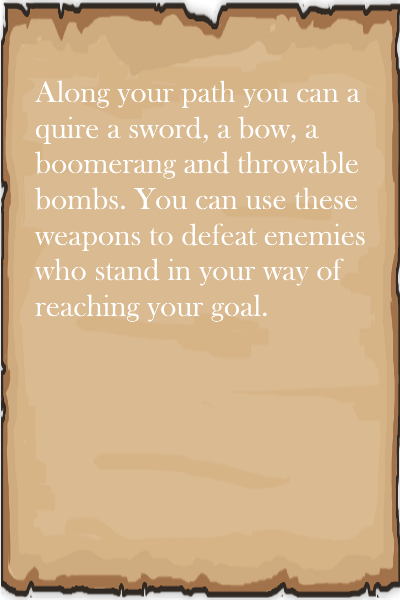 Along your path you can a
quire a sword, a bow, a
boomerang and throwable
bombs. You can use these
weapons to defeat enemies
who stand in your way of
reaching your goal.